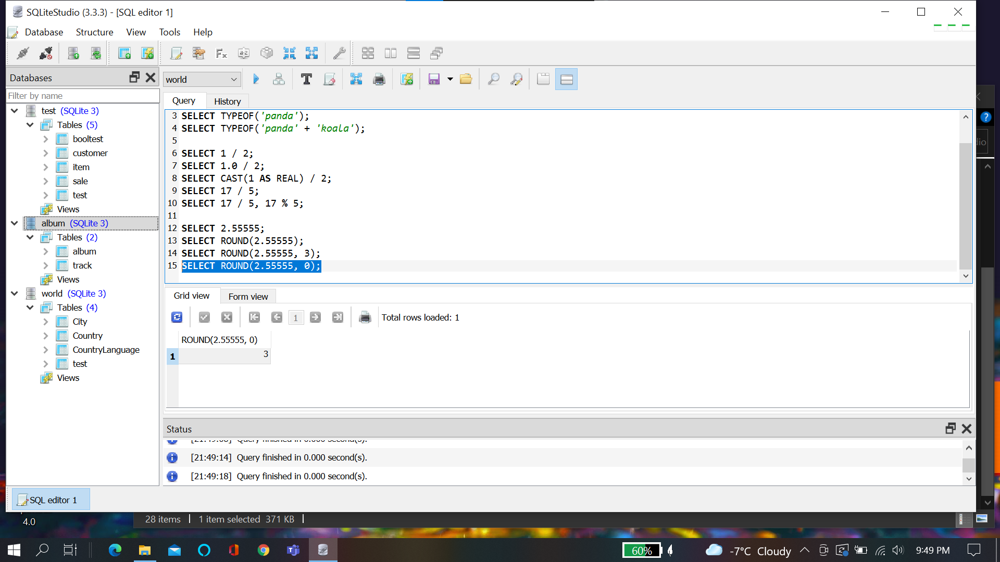 SQLiteStudio (3.3.3) - [SQL editor 1]
Database Structure View Tools Help
Databases
world
Filter by name
Query History
test (SQLite 3)
Tables (5)
booltest
customer
item
sale
test
Views
album (SQLite 3)
Tables (2)
album
track
Views
world (SQLite 3)
Tables (4)
City
Country
CountryLanguage
test
Views
3 SELECT TYPEOF('panda');
4 SELECT TYPEOF('panda' + 'koala');
5
6 SELECT 1 / 2;
7 SELECT 1.0 / 2;
8 SELECT CAST(1 AS REAL) / 2;
9 SELECT 17 / 5;
10 SELECT 17 / 5, 17 % 5;
11
12 SELECT 2.55555;
13 SELECT ROUND(2.55555);
14 SELECT ROUND(2.55555, 3);
15 SELECT ROUND(2.55555, 0);
Grid view Form view
1 Total rows loaded: 1
ROUND(2.55555, 0)
1 3
Status
Query finished in 0.000 second(s).
[21:49:14] Query finished in 0.000 second(s).
[21:49:18] Query finished in 0.000 second(s).
SQL editor 1
4.0
28 items 1 item selected 371 KB
60% -7°C Cloudy 9:49 PM